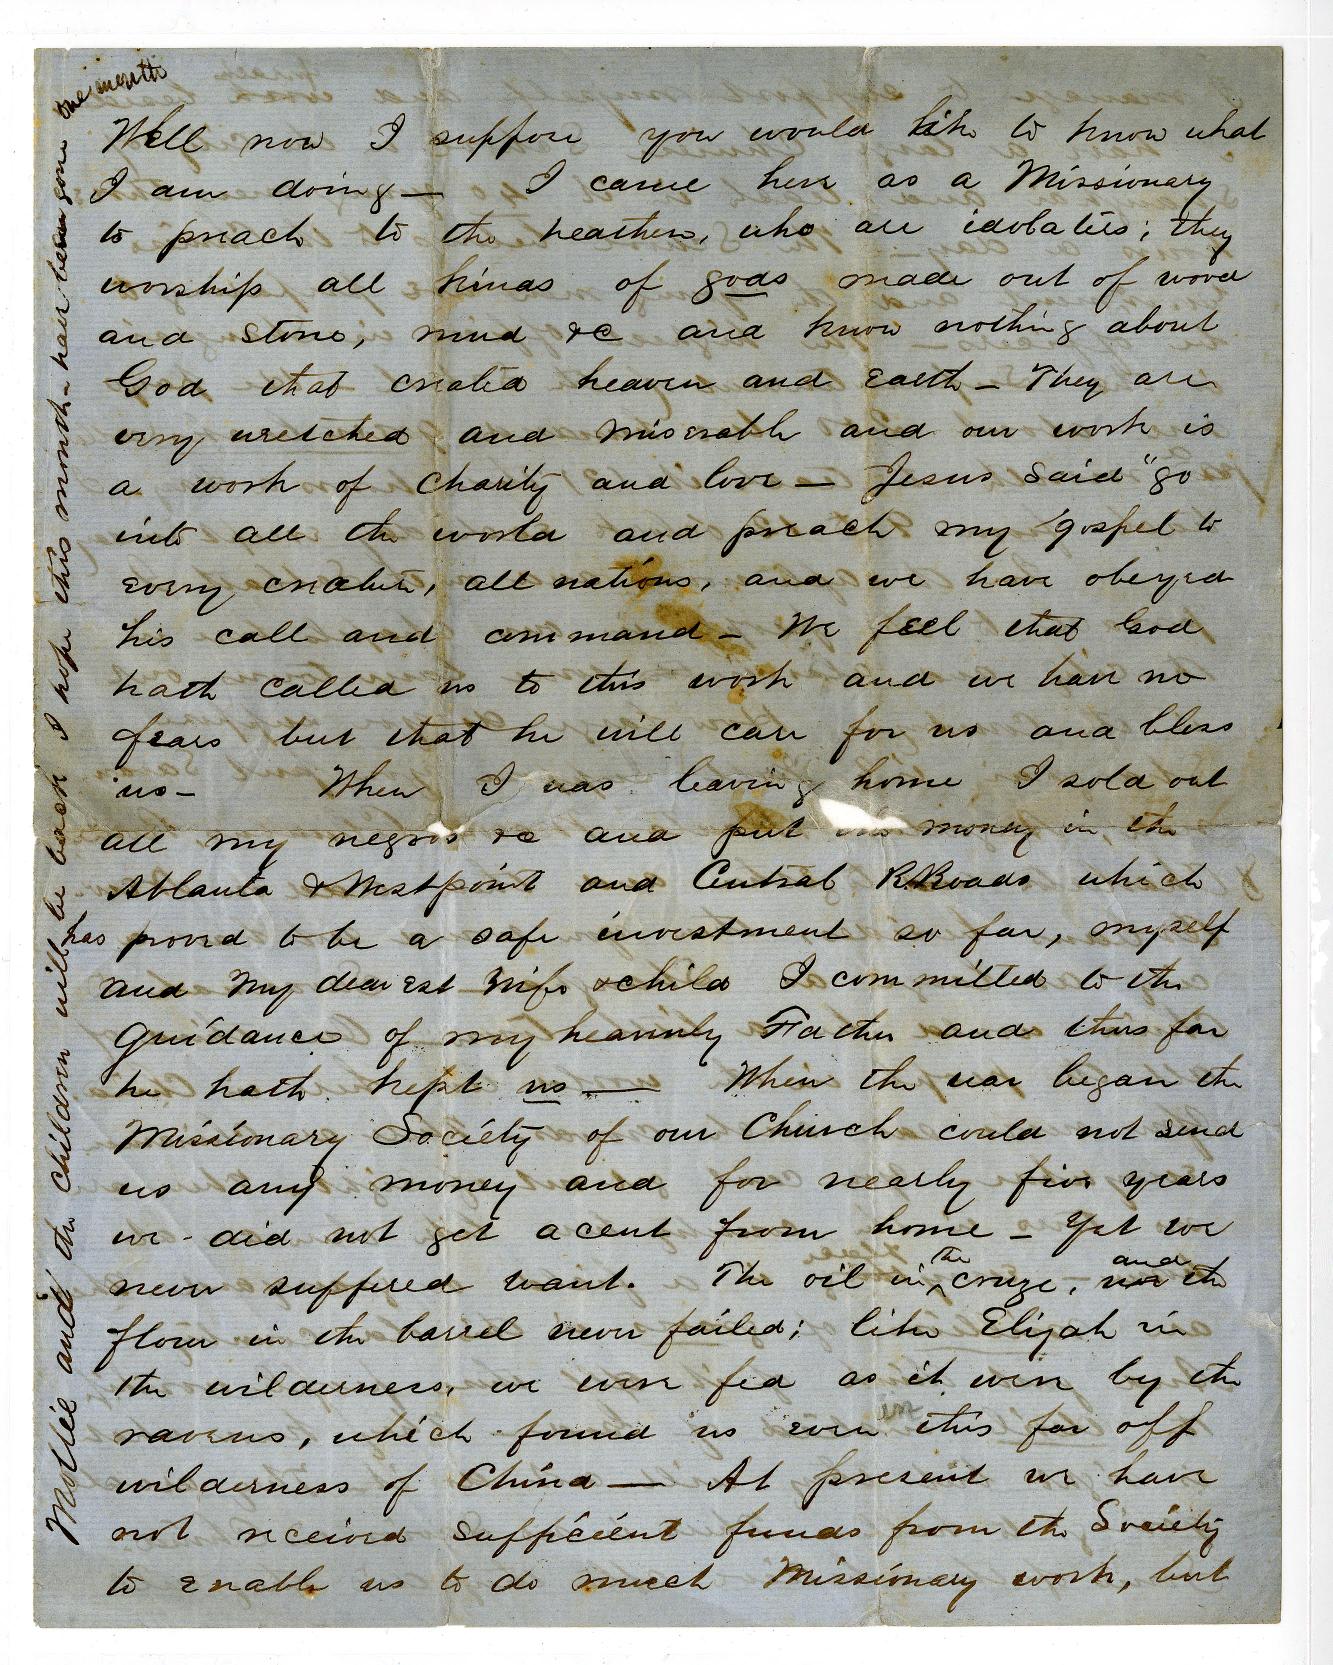 Well now I suppose you would like to know what
I am doing — I came here as a Missionary
to preach to the heathen, who are idolaters; they
worship all kinds of gods made out of wood
and stone, mud &c and know nothing about
God that created heaven and Earth — They are
very wretched and miserable and our work is
a work of charity and love — Jesus said "go
into all the world and preach my gospel to
every creature, all nations, and we have obeyed
his call and command — We feel that God
hath called us to this work and we have no
fears but that he will care for us and bless
us — When I was leaving home I sold out
all my negros &c and put the money in the
Atlanta & Westpoint and Central RRoads which
has proved to be a safe investment so far, myself
and my dearest Wife & child I committed to the
Guidance of my heavenly Father and thus far
he hath kept us — When the war began the
Missionary Society of our Church could not send
us any money and for nearly five years
we did not get a cent from home — Yet we
never suffered want. The oil in the cruze, and the
flour in the barrel never failed; like Elijah in
the wilderness, we were fed as it were by the
ravens, which found us even in this far off
wilderness of China — At present we have
not received sufficient funds from the Society
to enable us to do much Missionary work, but
Mollie and the children will be back I hope this month — have been gone
one month